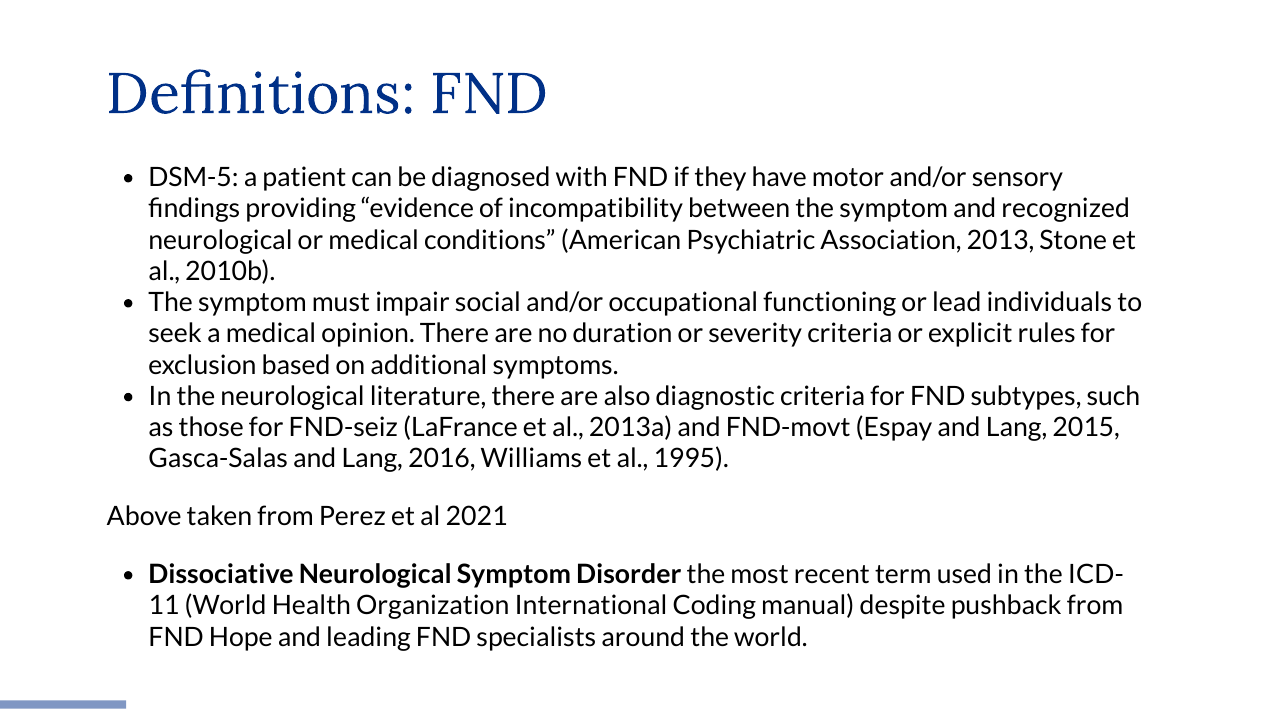 Definitions: FND
• DSM-5: a patient can be diagnosed with FND if they have motor and/or sensory
findings providing “evidence of incompatibility between the symptom and recognized
neurological or medical conditions” (American Psychiatric Association, 2013, Stone et
al., 2010b).
• The symptom must impair social and/or occupational functioning or lead individuals to
seek a medical opinion. There are no duration or severity criteria or explicit rules for
exclusion based on additional symptoms.
• In the neurological literature, there are also diagnostic criteria for FND subtypes, such
as those for FND-seiz (LaFrance et al., 2013a) and FND-movt (Espay and Lang, 2015,
Gasca-Salas and Lang, 2016, Williams et al., 1995).
Above taken from Perez et al 2021
• Dissociative Neurological Symptom Disorder the most recent term used in the ICD-
11 (World Health Organization International Coding manual) despite pushback from
FND Hope and leading FND specialists around the world.